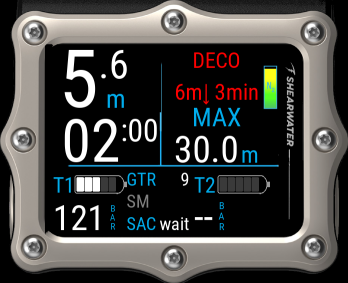 5.6 m
DECO
6m↓ 3min
N₂
02:00
MAX
30.0m
T1 GTR 9 T2
SM
121 BAR SAC wait -- BAR
SHEARWATER